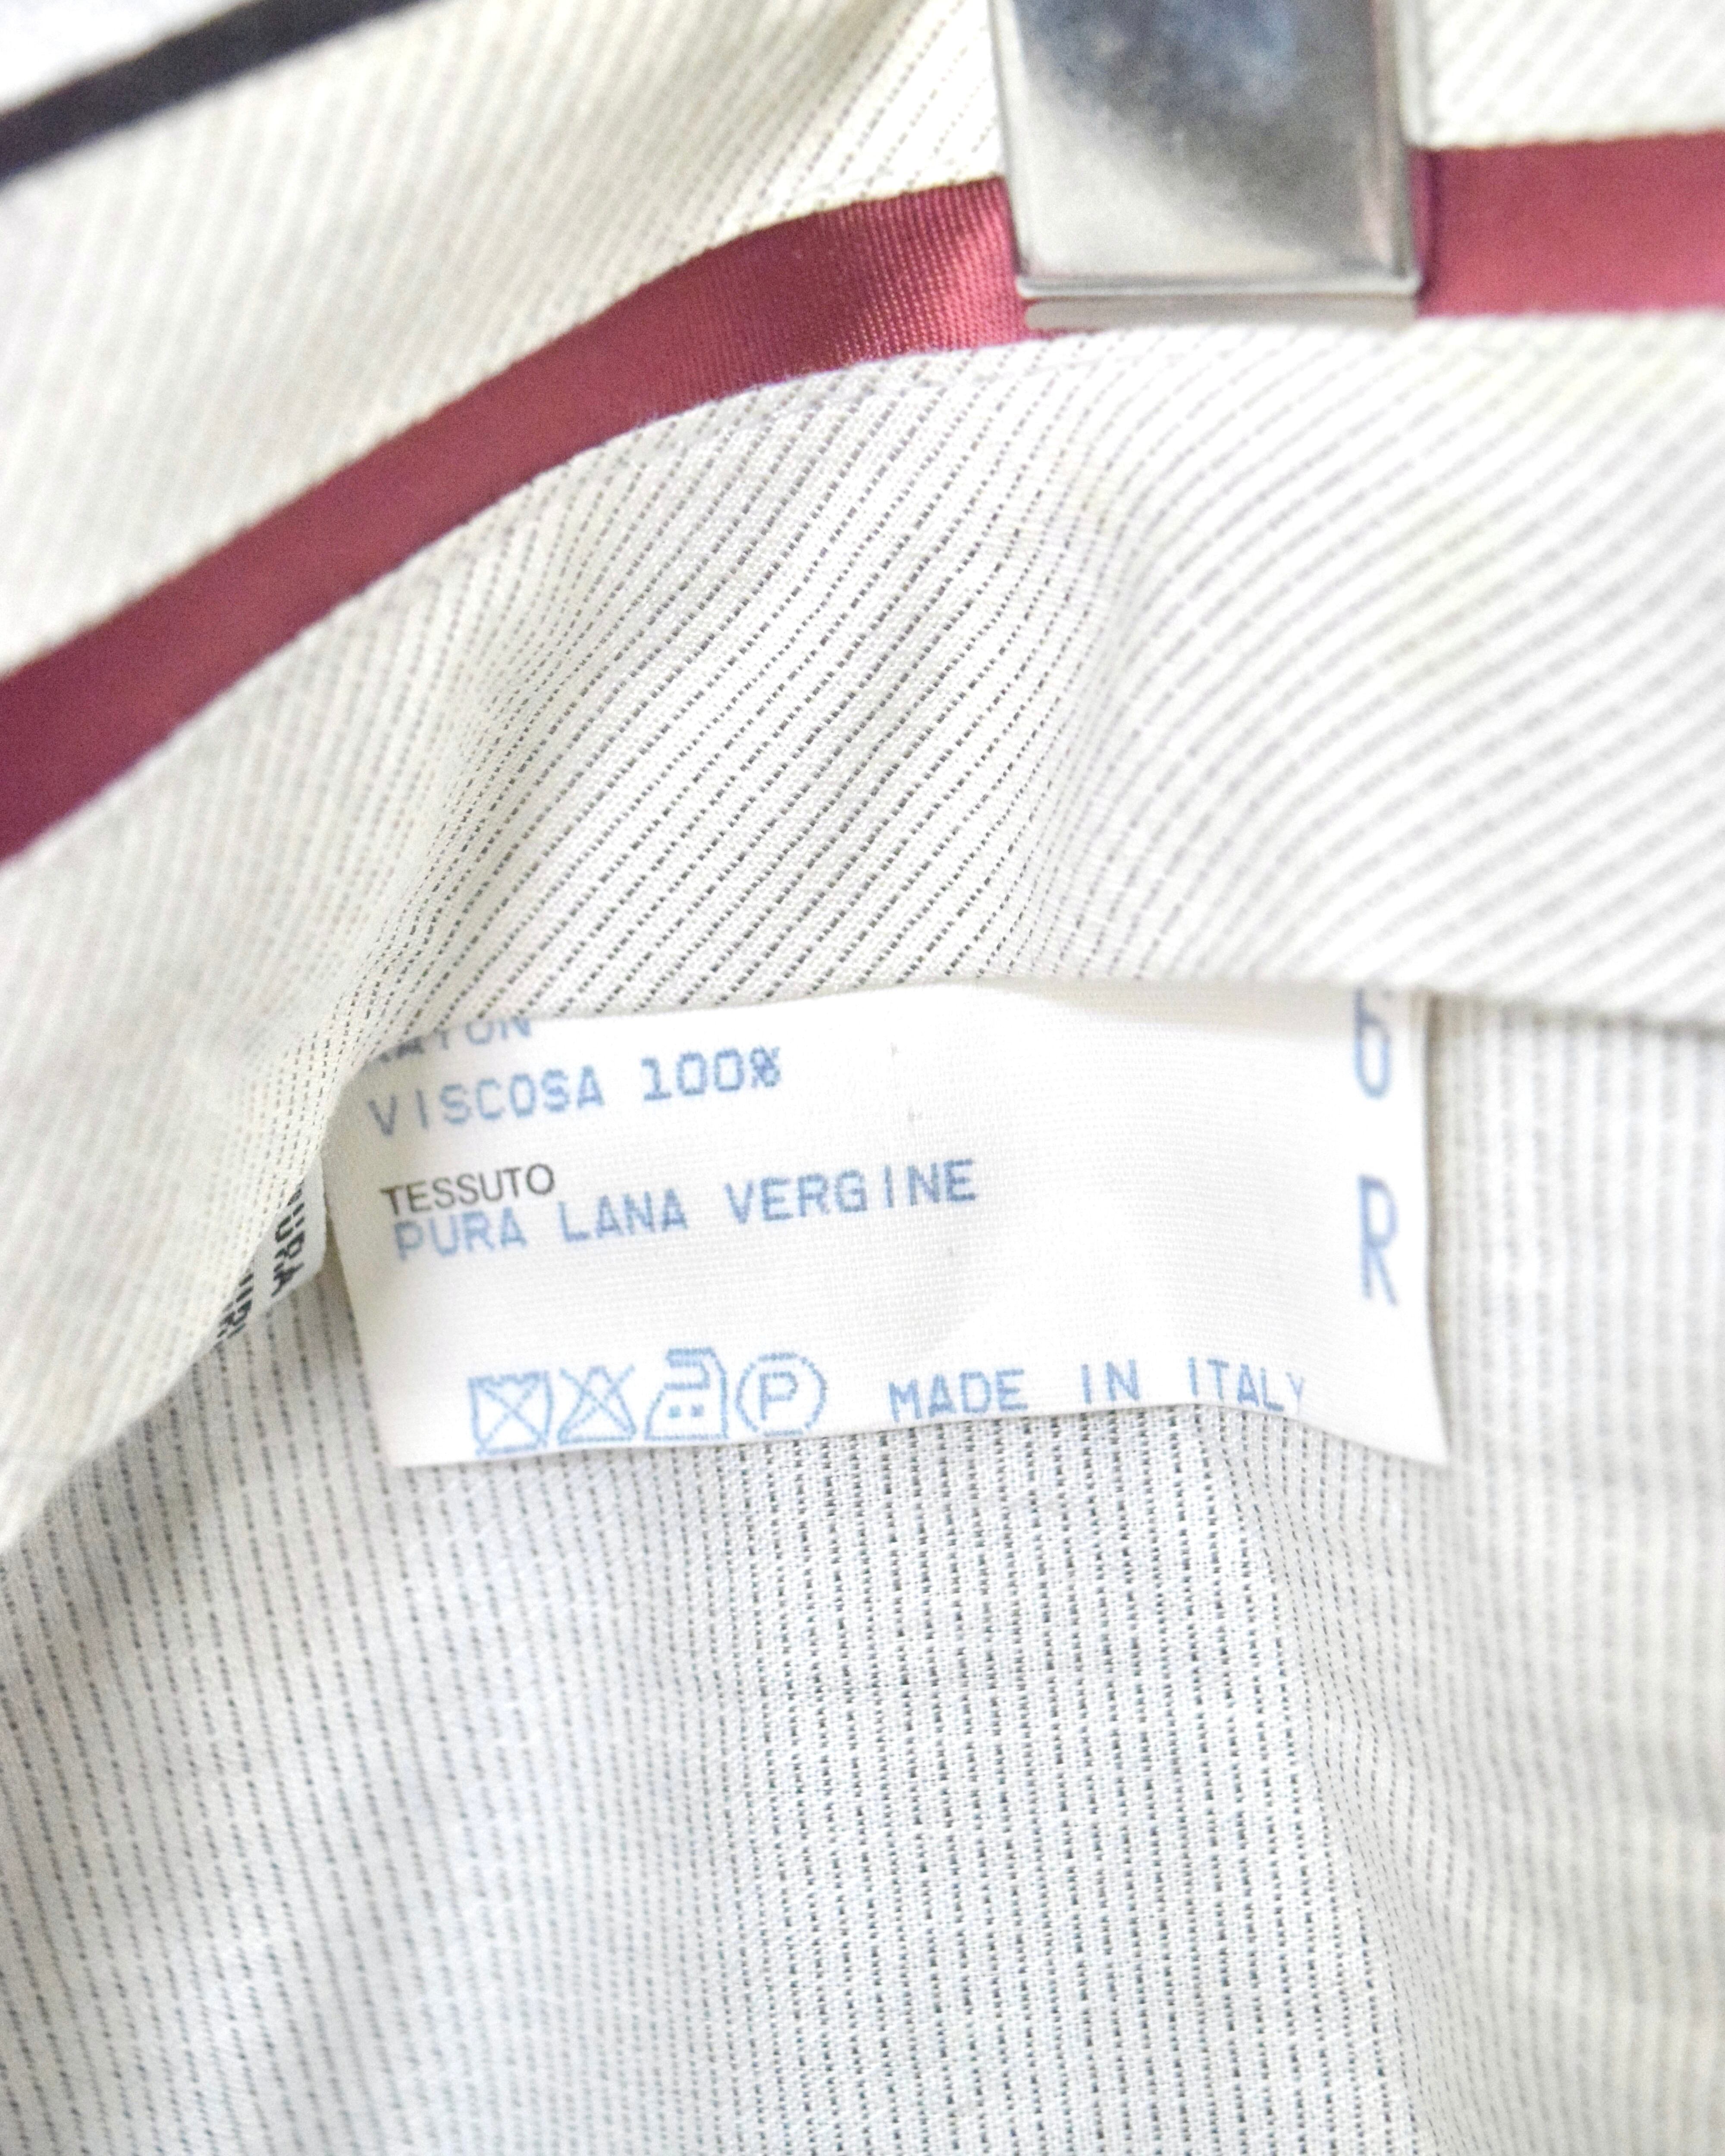 VISCOSA 100%
TESSUTO
PURA LANA VERGINE
P MADE IN ITALY
6
R